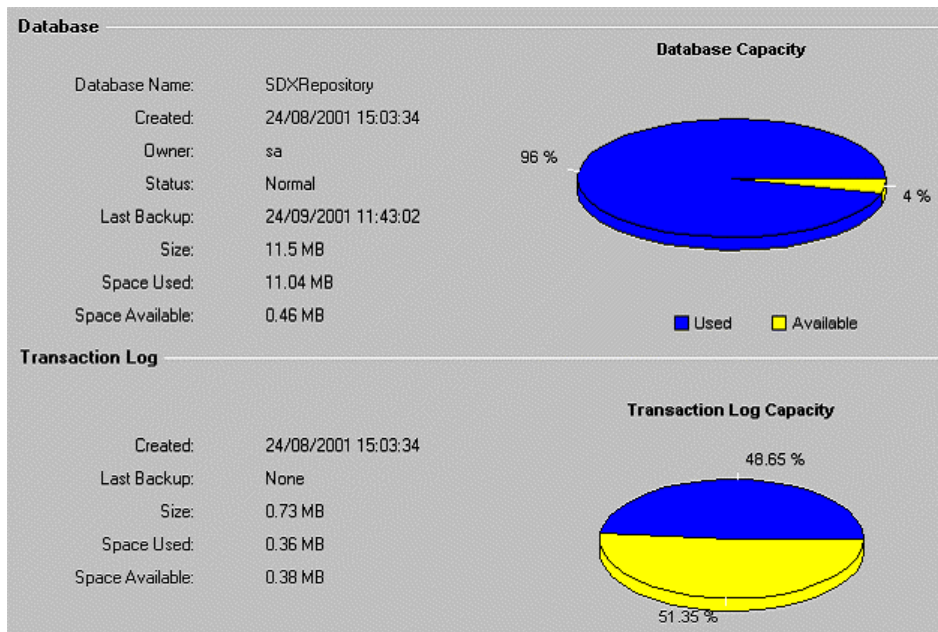 Database
Database Capacity
Database Name: SDXRepository
Created: 24/08/2001 15:03:34
Owner: sa
Status: Normal
Last Backup: 24/09/2001 11:43:02
Size: 11.5 MB
Space Used: 11.04 MB
Space Available: 0.46 MB
96 %
4 %
Used Available
Transaction Log
Transaction Log Capacity
Created: 24/08/2001 15:03:34
Last Backup: None
Size: 0.73 MB
Space Used: 0.36 MB
Space Available: 0.38 MB
48.65 %
51.35 %